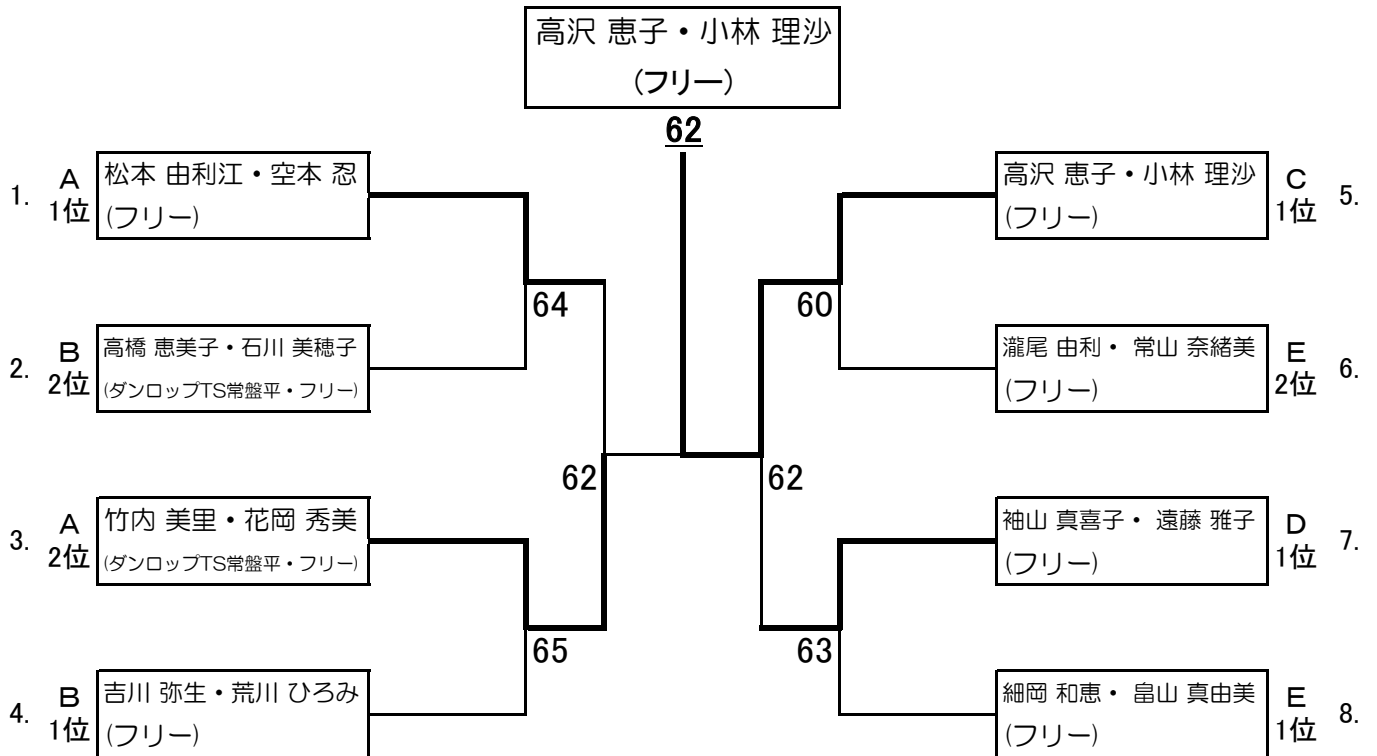 高沢 恵子・小林 理沙
(フリー)
62
1. A 1位 松本 由利江・空本 忍
(フリー)
高沢 恵子・小林 理沙 C 1位 5.
(フリー)
64
60
2. B 2位 高橋 恵美子・石川 美穂子
(ダンロップTS常盤平・フリー)
瀧尾 由利・ 常山 奈緒美 E 2位 6.
(フリー)
62
62
3. A 2位 竹内 美里・花岡 秀美
(ダンロップTS常盤平・フリー)
袖山 真喜子・ 遠藤 雅子 D 1位 7.
(フリー)
65
63
4. B 1位 吉川 弥生・荒川 ひろみ
(フリー)
細岡 和恵・ 畠山 真由美 E 1位 8.
(フリー)